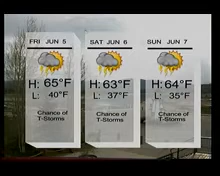 FRI JUN 5
H: 65°F
L: 40°F
Chance of
T-Storms
SAT JUN 6
H: 63°F
L: 37°F
Chance of
T-Storms
SUN JUN 7
H: 64°F
L: 35°F
Chance of
T-Storms